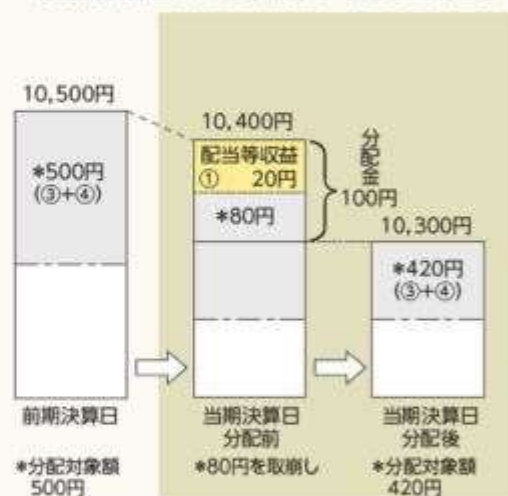 10,500円
*500円
(③+④)
前期決算日
*分配対象額
500円
10,400円
配当等収益
① 20円
*80円
分配金
100円
当期決算日
分配前
*80円を取崩し
10,300円
*420円
(③+④)
当期決算日
分配後
*分配対象額
420円